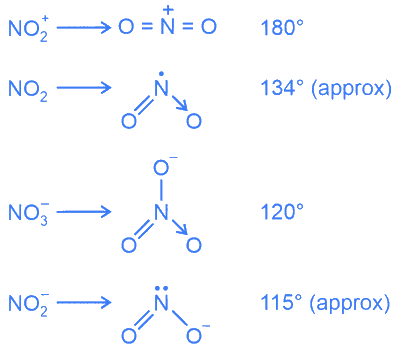 NO₂⁺ → O = N⁺ = O 180°
NO₂ → N O O 134° (approx)
O⁻
NO₃⁻ → N 120°
O O
NO₂⁻ → N O O⁻ 115° (approx)